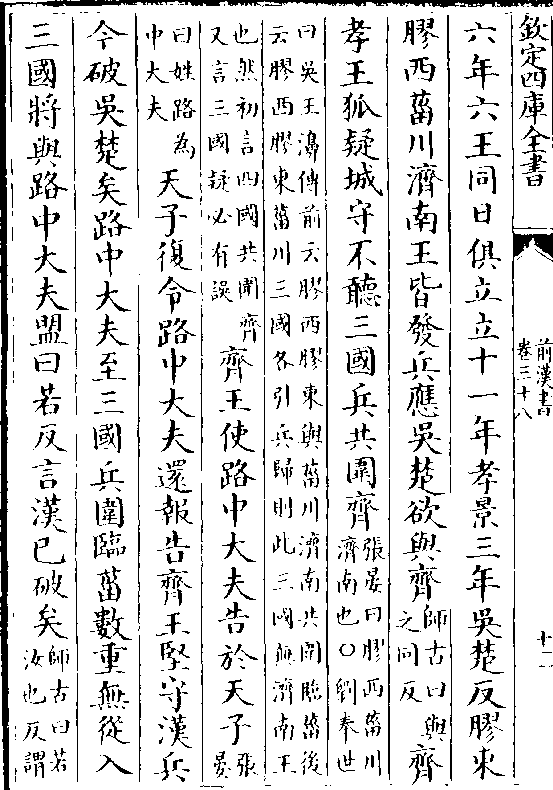 欽定四庫全書
前漢書
卷三十八
十一
六年六王同日俱立立十一年孝景三年吳楚反膠東
膠西菑川濟南王皆發兵應吳楚欲與齊師古曰與齊
之同反齊
孝王狐疑城守不聽三國兵共圍齊張晏曰膠西菑川
濟南也○劉奉世
曰吳王濞傳前云膠西膠東與菑川濟南共圍臨菑後
云膠西膠東菑川三國各引兵歸則此三國無濟南王
也然初言四國共圍齊
又言三國疑必有誤齊王使路中大夫告於天子張晏
曰姓路為
中大夫天子復令路中大夫還報告齊王堅守漢兵
今破吳楚矣路中大夫至三國兵圍臨菑數重無從入
三國將與路中大夫盟曰若反言漢已破矣師古曰若
汝也反謂